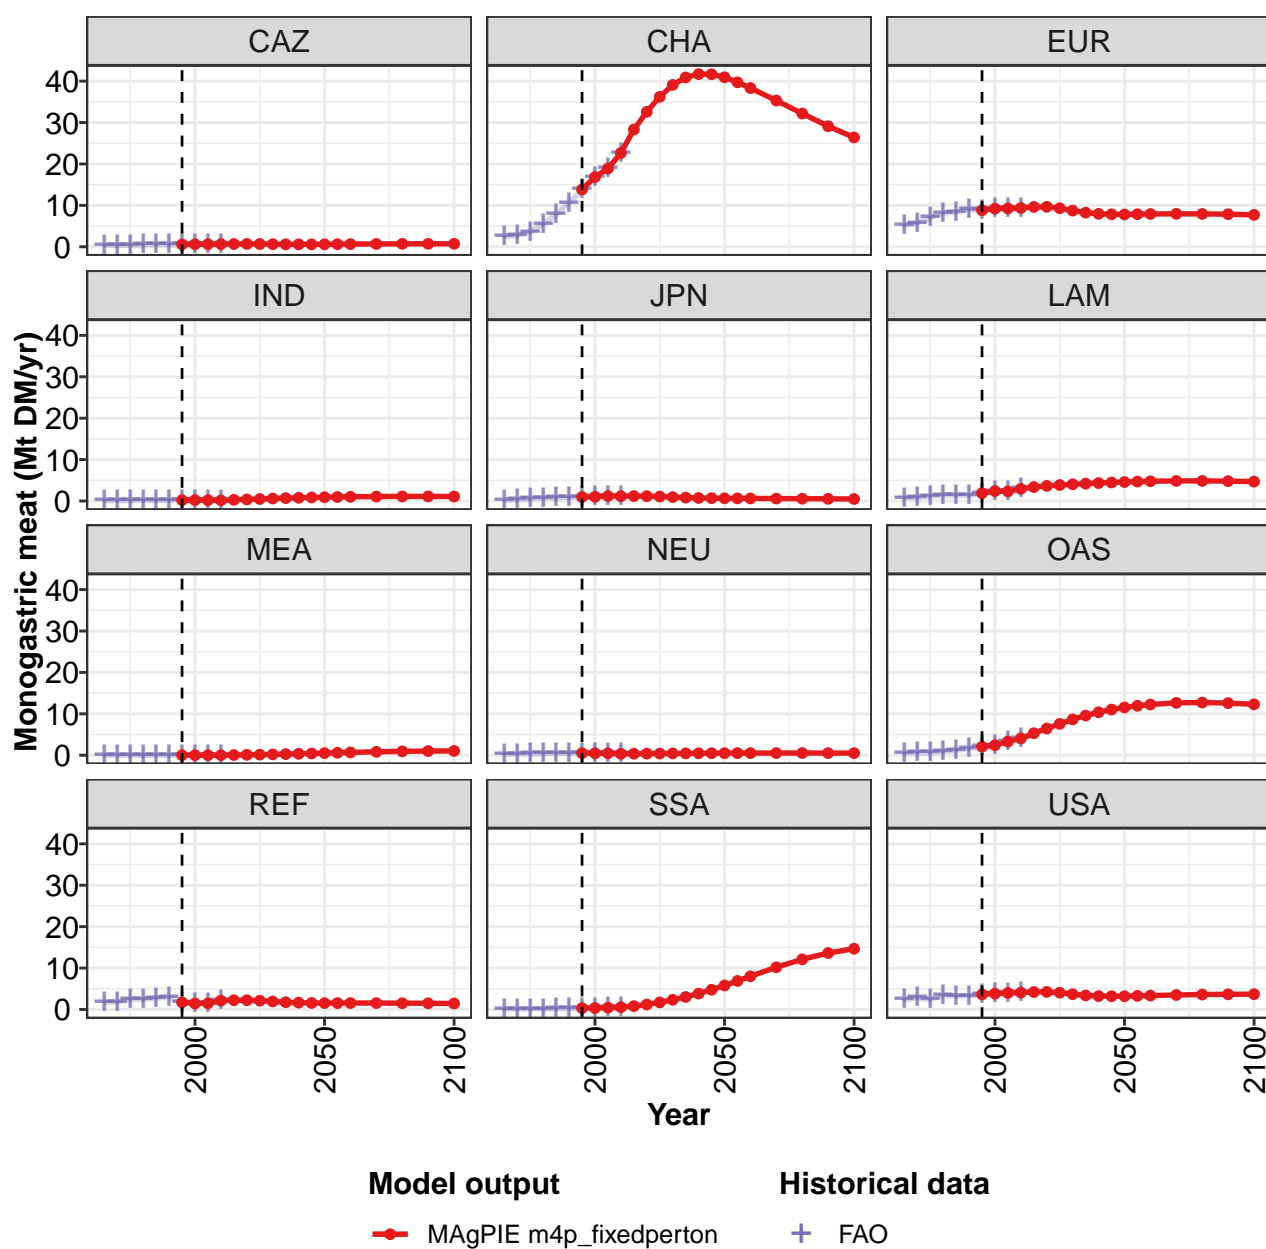 CAZ CHA EUR
40
30
20
10
0
IND JPN LAM
40
30
20
10
0
MEA NEU OAS
40
30
20
10
0
REF SSA USA
40
30
20
10
0
Monogastric meat (Mt DM/yr)
2000 2050 2100 2000 2050 2100 2000 2050 2100
Year
Model output Historical data
MAgPIE m4p_fixedperton FAO